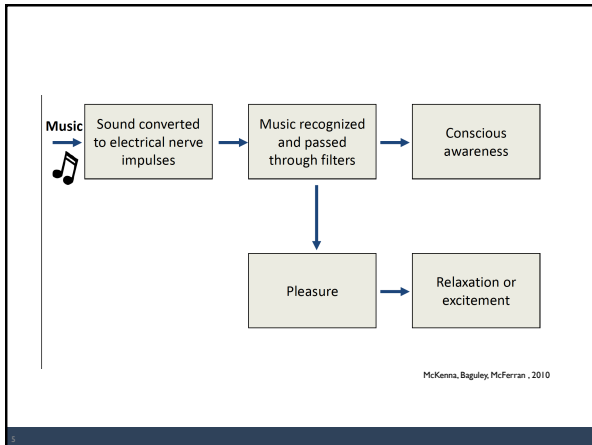 Music
Sound converted
to electrical nerve
impulses
Music recognized
and passed
through filters
Conscious
awareness
Pleasure
Relaxation or
excitement
McKenna, Baguley, McFerran , 2010
5